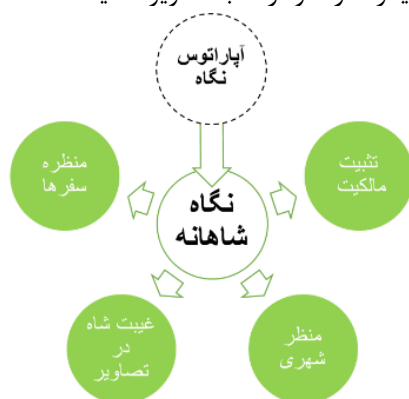 آپاراتوس
نگاه
منظره
سفرها
تثبیت
مالکیت
نگاه
شاهانه
غیبت شاه
در
تصاویر
منظر
شهری